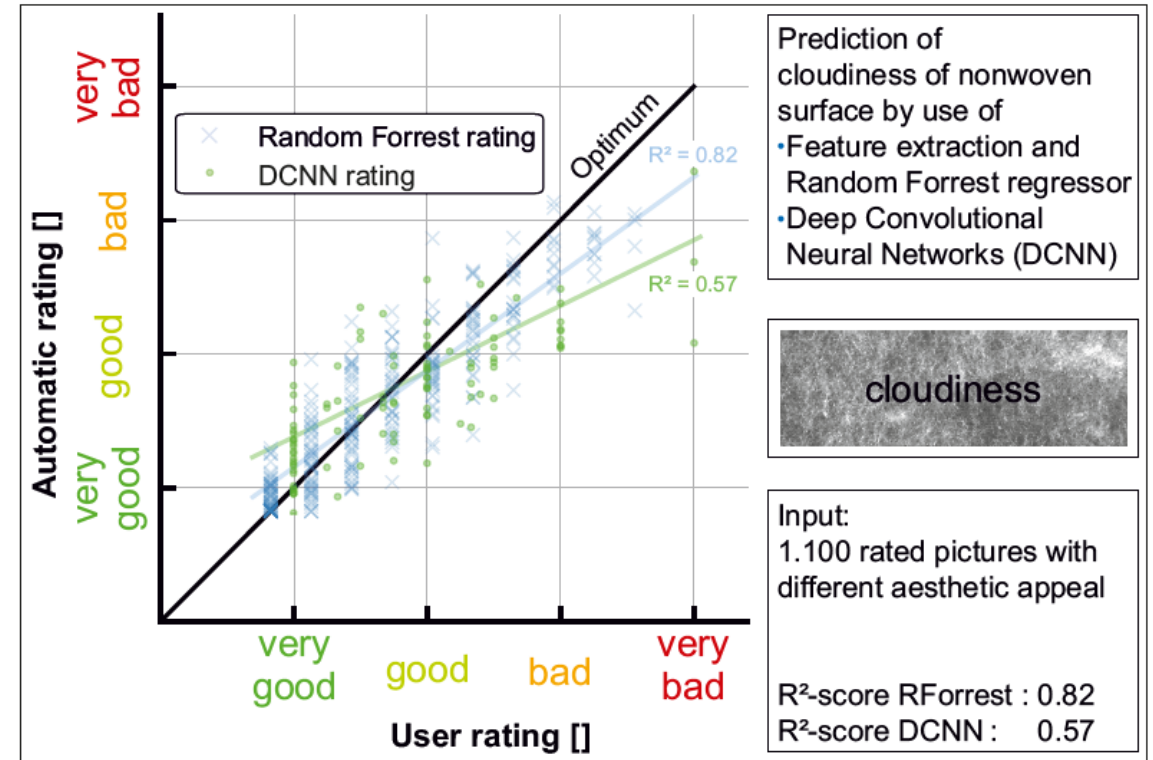 very
bad
bad
good
very
good
Automatic rating []
Random Forrest rating
DCNN rating
Optimum
R² = 0.82
R² = 0.57
very
good
good
bad
very
bad
User rating []
Prediction of
cloudiness of nonwoven
surface by use of
•Feature extraction and
Random Forrest regressor
•Deep Convolutional
Neural Networks (DCNN)
cloudiness
Input:
1.100 rated pictures with
different aesthetic appeal
R²-score RForrest : 0.82
R²-score DCNN : 0.57